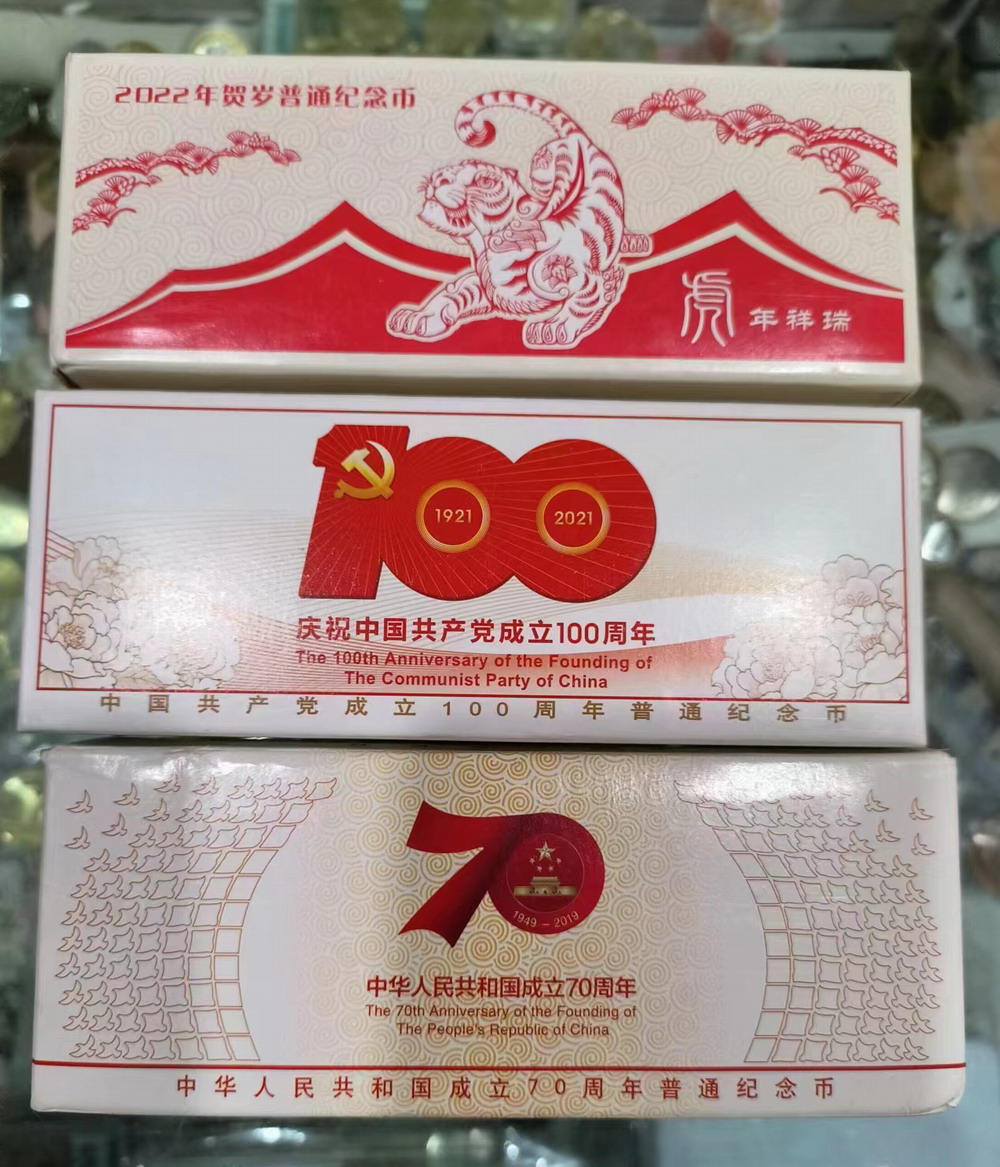 2022年贺岁普通纪念币
虎
年祥瑞
100
1921
2021
庆祝中国共产党成立100周年
The 100th Anniversary of the Founding of
The Communist Party of China
中国共产党成立100周年普通纪念币
70
1949-2019
中华人民共和国成立70周年
The 70th Anniversary of the Founding of
The People's Republic of China
中华人民共和国成立70周年普通纪念币